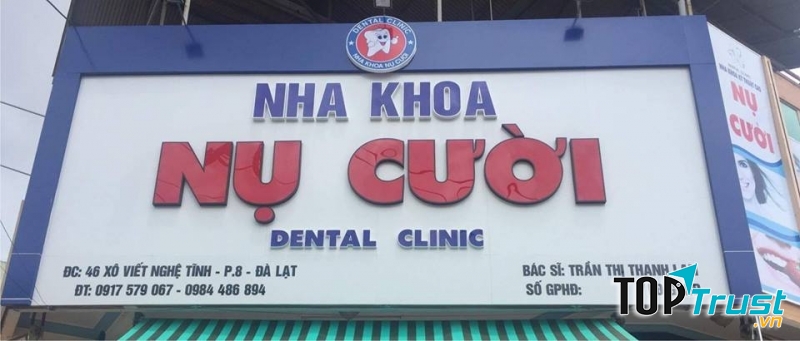 DENTAL CLINIC
NHA KHOA NỤ CƯỜI
NHA KHOA
NỤ CƯỜI
DENTAL CLINIC
ĐC: 46 XÔ VIẾT NGHỆ TĨNH - P.8 - ĐÀ LẠT
ĐT: 0917 579 067 - 0984 486 894
BÁC SĨ: TRẦN THỊ THANH
SỐ GPHĐ:
NỤ
CƯỜI
TOPTrust.vn